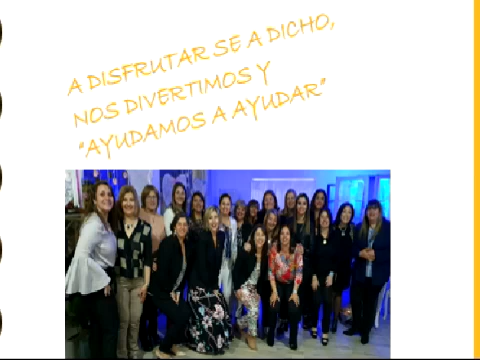 A DISFRUTAR SE A DICHO,
NOS DIVERTIMOS Y
"AYUDAMOS A AYUDAR"